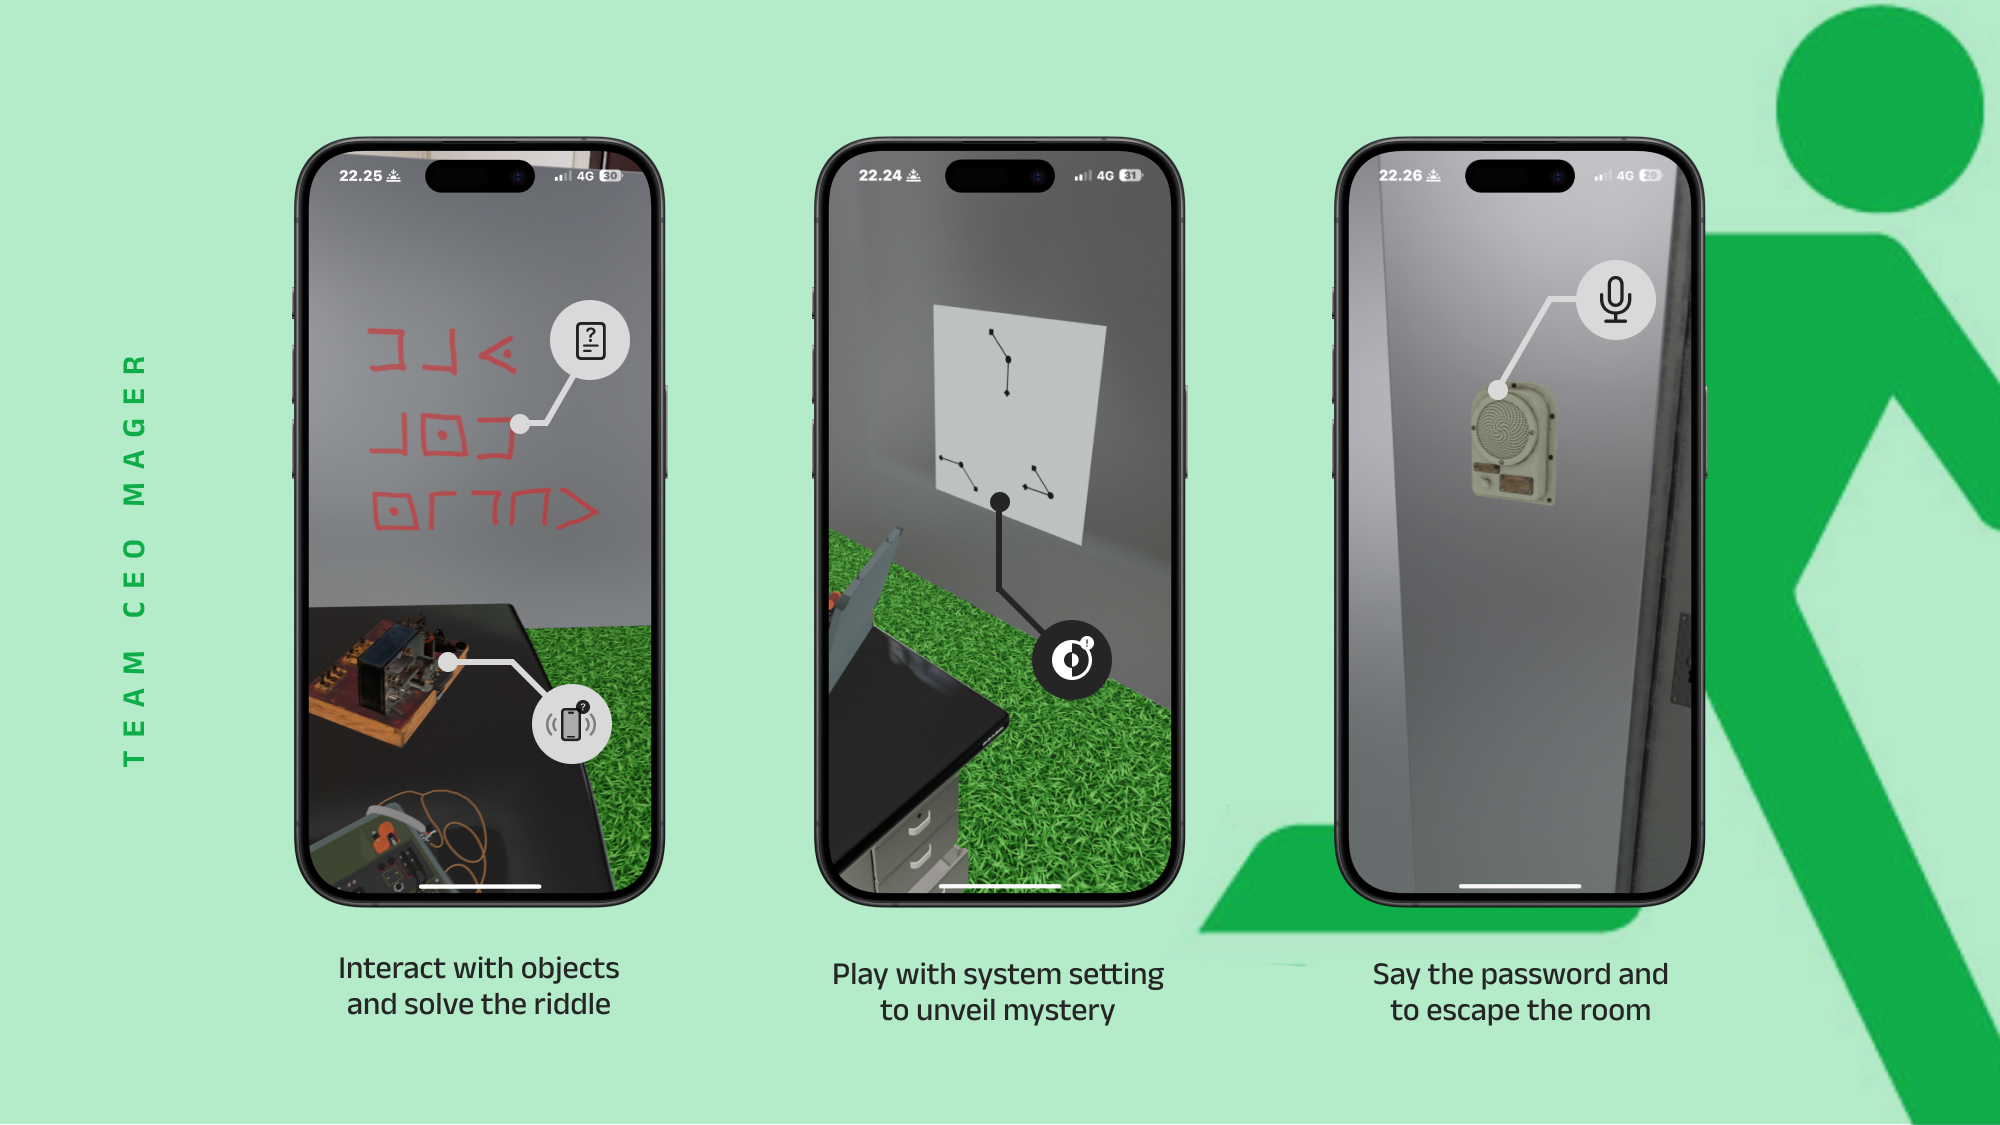 TEAM CEO MAGER
22.25 4G 30
22.24 4G 31
22.26 4G 29
Interact with objects
and solve the riddle
Play with system setting
to unveil mystery
Say the password and
to escape the room